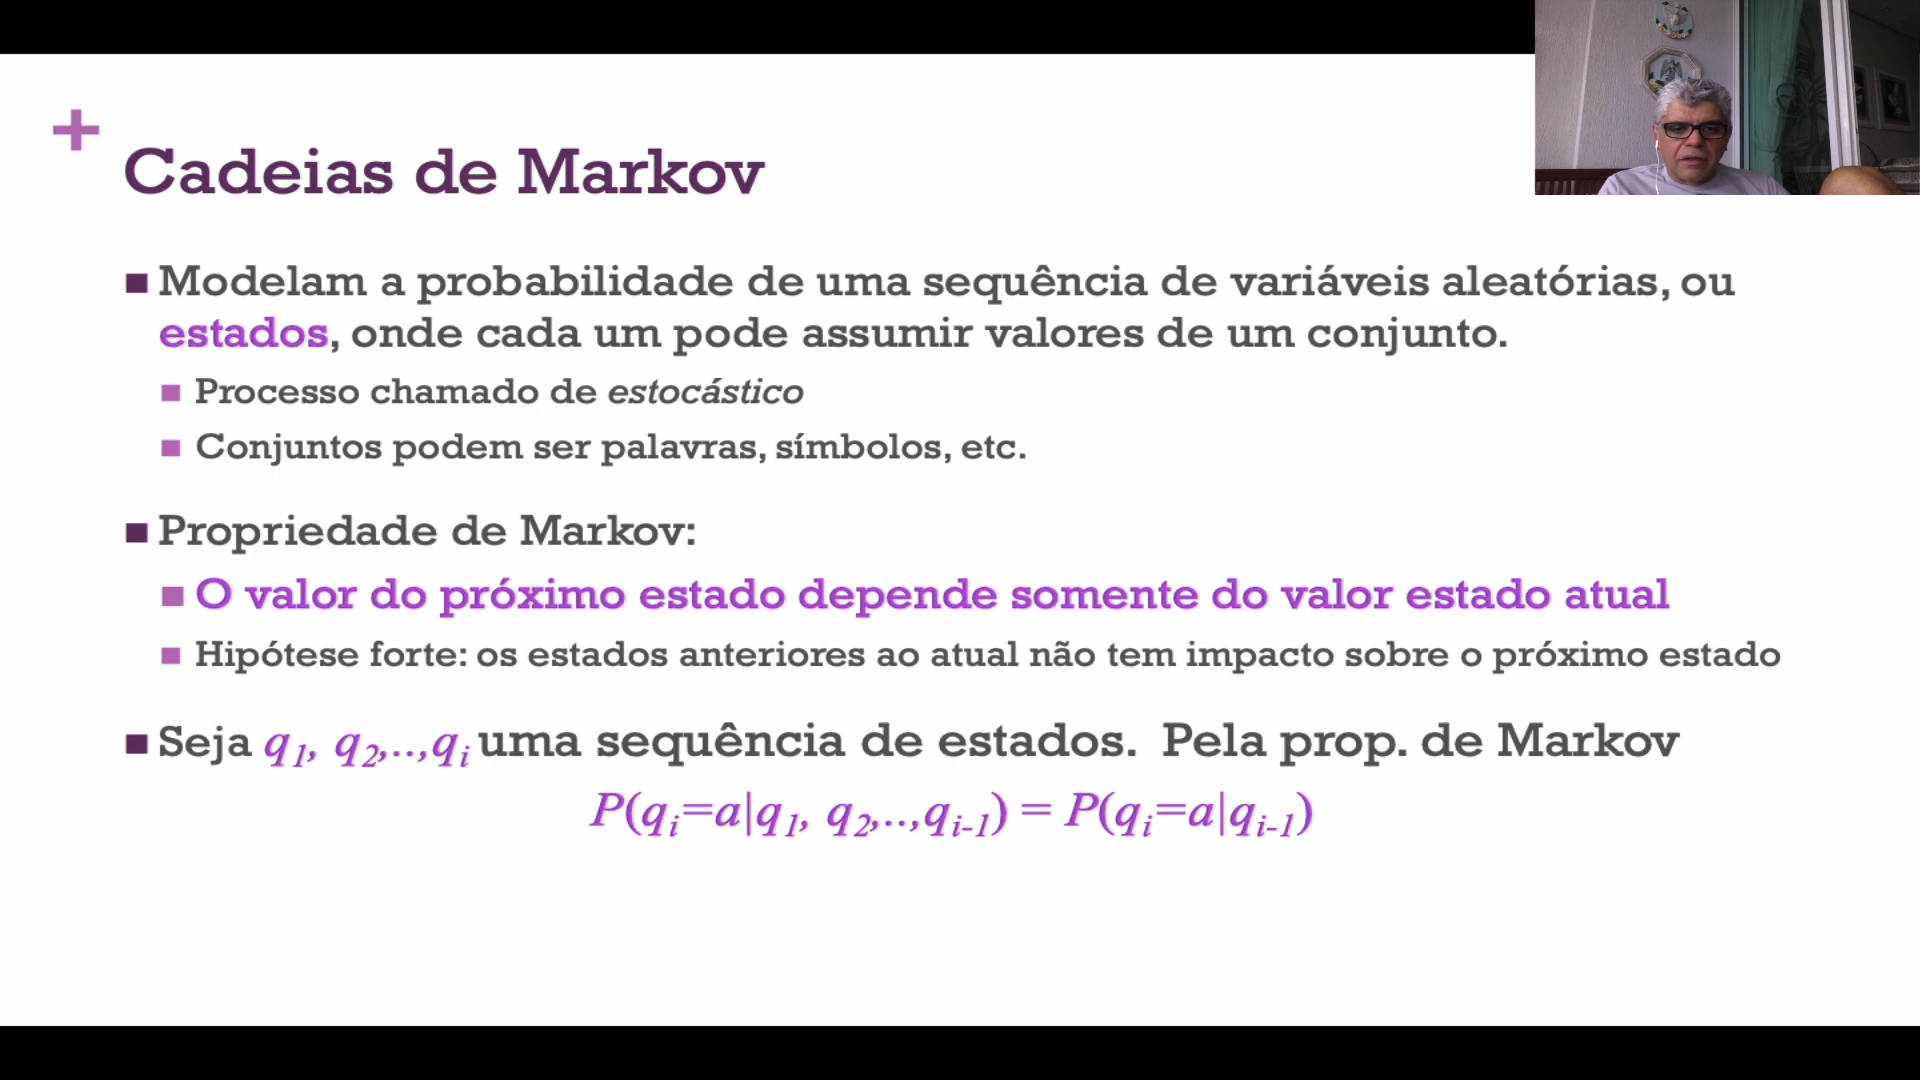 +
Cadeias de Markov
Modelam a probabilidade de uma sequência de variáveis aleatórias, ou
estados, onde cada um pode assumir valores de um conjunto.
Processo chamado de estocástico
Conjuntos podem ser palavras, símbolos, etc.
Propriedade de Markov:
O valor do próximo estado depende somente do valor estado atual
Hipótese forte: os estados anteriores ao atual não tem impacto sobre o próximo estado
Seja q1, q2,..,qi uma sequência de estados. Pela prop. de Markov
P(qi=a|q1, q2,..,qi-1) = P(qi=a|qi-1)